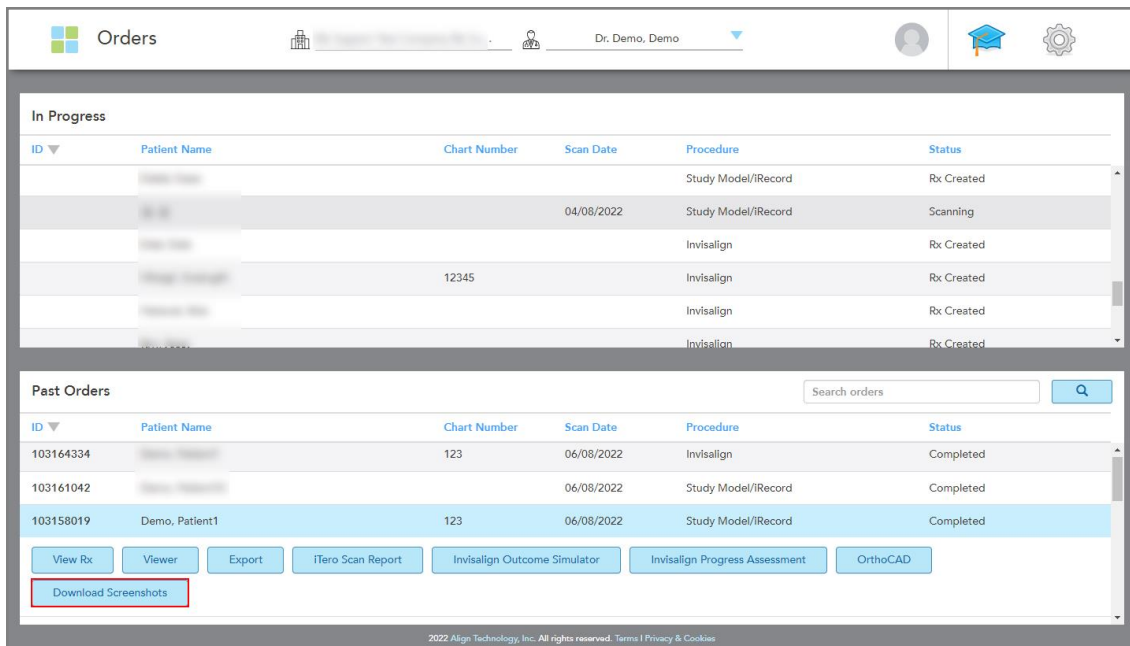 Orders Dr. Demo, Demo
In Progress
ID Patient Name Chart Number Scan Date Procedure Status
Study Model/iRecord Rx Created
04/08/2022 Study Model/iRecord Scanning
Invisalign Rx Created
12345 Invisalign Rx Created
Invisalign Rx Created
Invisalign Rx Created
Past Orders Search orders
ID Patient Name Chart Number Scan Date Procedure Status
103164334 123 06/08/2022 Invisalign Completed
103161042 06/08/2022 Study Model/iRecord Completed
103158019 Demo, Patient1 123 06/08/2022 Study Model/iRecord Completed
View Rx Viewer Export iTero Scan Report Invisalign Outcome Simulator Invisalign Progress Assessment OrthoCAD
Download Screenshots
2022 Align Technology, Inc. All rights reserved. Terms | Privacy & Cookies